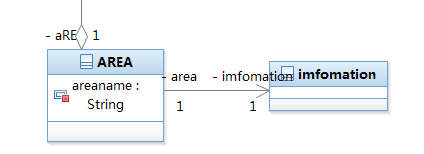 - aRE 1
AREA
areaname :
String
- area
- imfomation
1
1
imfomation